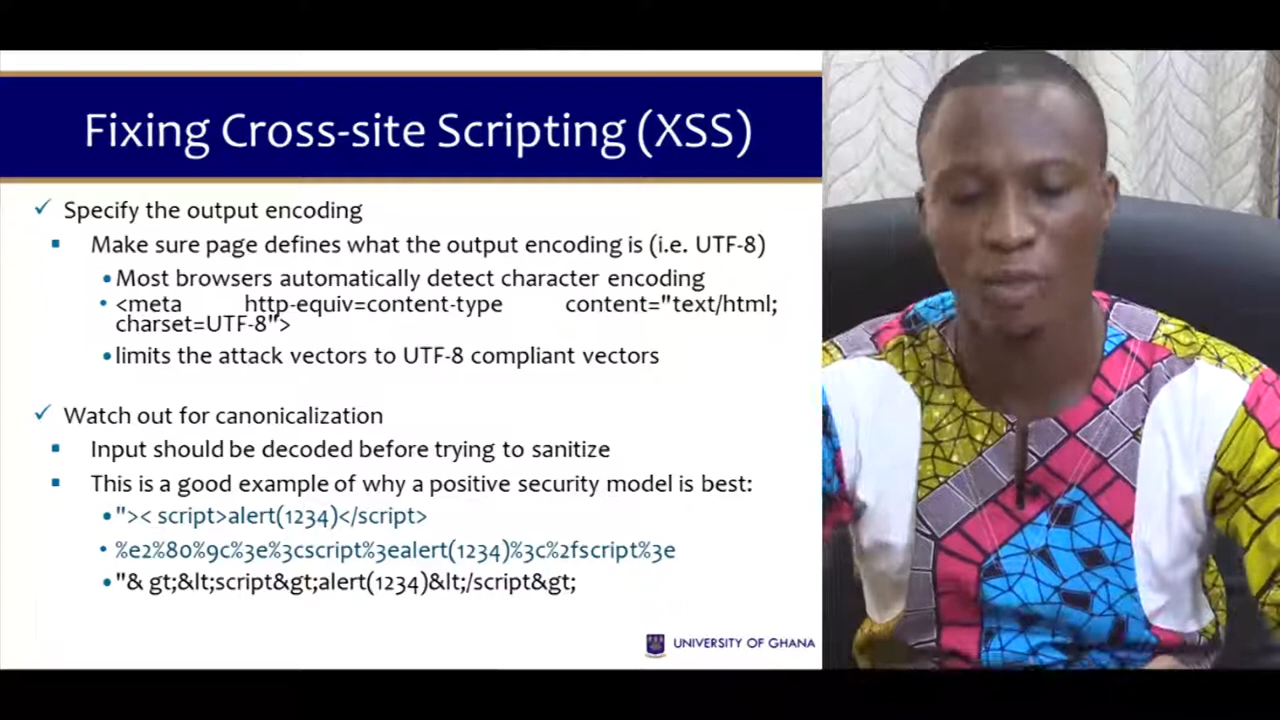 Fixing Cross-site Scripting (XSS)
✓ Specify the output encoding
▪ Make sure page defines what the output encoding is (i.e. UTF-8)
•Most browsers automatically detect character encoding
• <meta http-equiv=content-type content="text/html;
charset=UTF-8">
•limits the attack vectors to UTF-8 compliant vectors
✓ Watch out for canonicalization
▪ Input should be decoded before trying to sanitize
▪ This is a good example of why a positive security model is best:
•">< script>alert(1234)</script>
• %e2%80%9c%3e%3cscript%3ealert(1234)%3c%2fscript%3e
•"& gt;&lt;script&gt;alert(1234)&lt;/script&gt;
UNIVERSITY OF GHANA